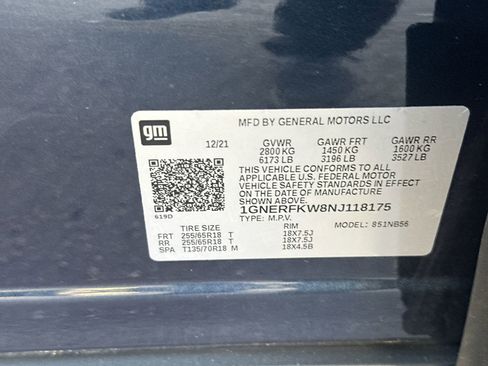 gm
MFD BY GENERAL MOTORS LLC
12/21 GVWR GAWR FRT GAWR RR
2800 KG 1450 KG 1600 KG
6173 LB 3196 LB 3527 LB
THIS VEHICLE CONFORMS TO ALL
APPLICABLE U.S. FEDERAL MOTOR
VEHICLE SAFETY STANDARDS IN
EFFECT ON THE DATE OF MANUFACTURE
SHOWN ABOVE.
1GNERFKW8NJ118175
619D
TYPE: M.P.V. MODEL: 851NB56
TIRE SIZE RIM
FRT 255/65R18 T 18X7.5J
RR 255/65R18 T 18X7.5J
SPA T135/70R18 M 18X4.5B